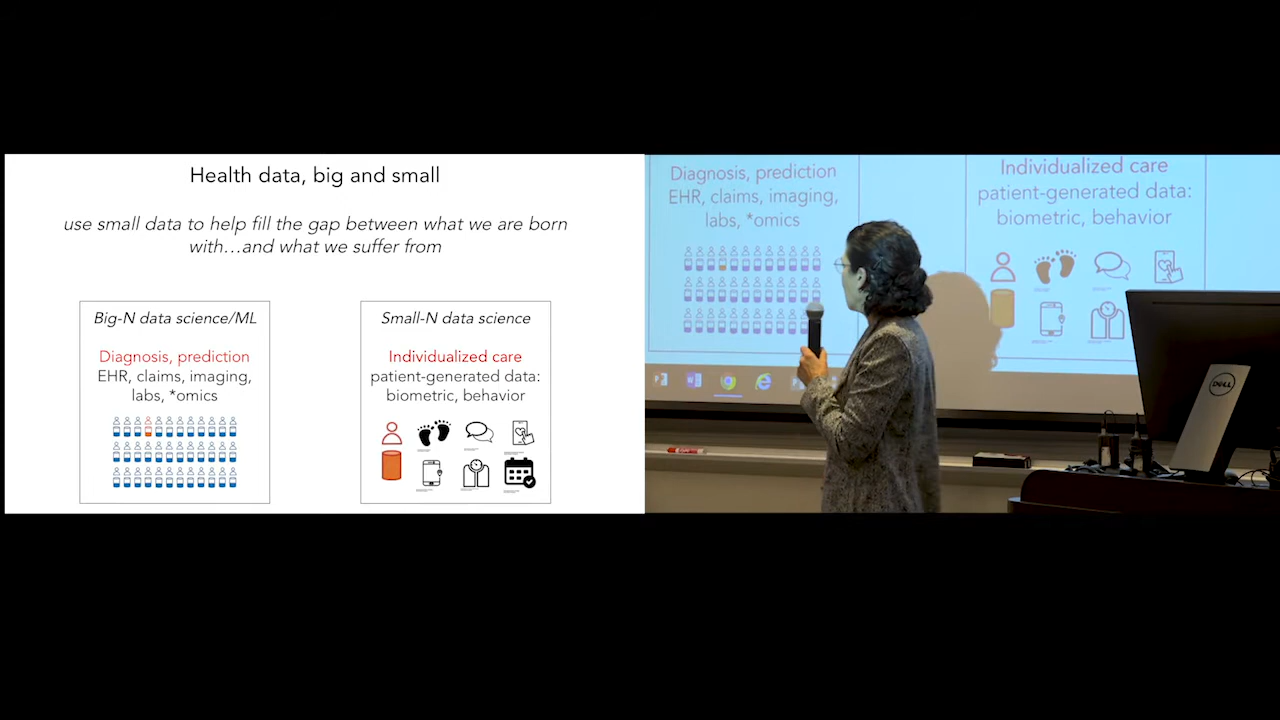 Health data, big and small
use small data to help fill the gap between what we are born
with...and what we suffer from
Big-N data science/ML
Diagnosis, prediction
EHR, claims, imaging,
labs, *omics
Small-N data science
Individualized care
patient-generated data:
biometric, behavior
Diagnosis, prediction
EHR, claims, imaging,
labs, *omics
Individualized care
patient-generated data:
biometric, behavior
DELL